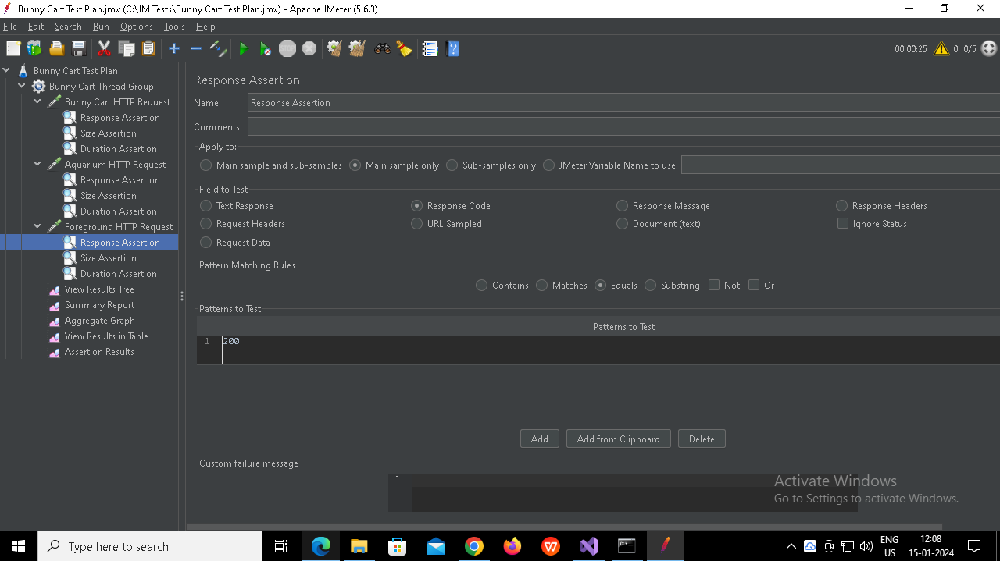 Bunny Cart Test Plan.jmx (C:\JM Tests\Bunny Cart Test Plan.jmx) - Apache JMeter (5.6.3)
File Edit Search Run Options Tools Help
STOP 00:00:25 0 0/5
Bunny Cart Test Plan
Bunny Cart Thread Group
Bunny Cart HTTP Request
Response Assertion
Size Assertion
Duration Assertion
Aquarium HTTP Request
Response Assertion
Size Assertion
Duration Assertion
Foreground HTTP Request
Response Assertion
Size Assertion
Duration Assertion
View Results Tree
Summary Report
Aggregate Graph
View Results in Table
Assertion Results
Response Assertion
Name: Response Assertion
Comments:
Apply to:
Main sample and sub-samples Main sample only Sub-samples only JMeter Variable Name to use
Field to Test
Text Response Response Code Response Message Response Headers
Request Headers URL Sampled Document (text) Ignore Status
Request Data
Pattern Matching Rules
Contains Matches Equals Substring Not Or
Patterns to Test
Patterns to Test
1 200
Add Add from Clipboard Delete
Custom failure message
1
Activate Windows
Go to Settings to activate Windows.
Type here to search
ENG
US
12:08
15-01-2024